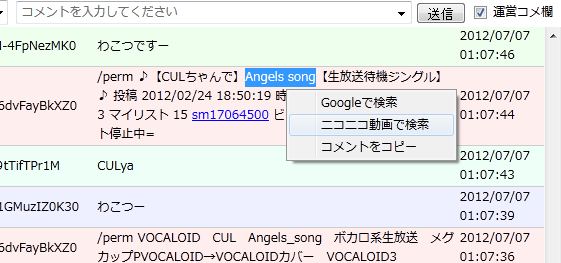 コメントを入力してください 送信 運営コメ欄
-4FpNezMK0 わこつですー 2012/07/07
01:07:46
/perm ♪【CULちゃんで】Angels song【生放送待機ジングル】
6dvFayBkXZ0 ♪ 投稿 2012/02/24 18:50:19 時 2012/07/07
3 マイリスト 15 sm17064500 ビ 01:07:44
ト停止中=
Googleで検索
ニコニコ動画で検索
コメントをコピー
9tTifTPr1M CULya 2012/07/07
01:07:43
1GMuzIZ0K30 わこつー 2012/07/07
01:07:39
6dvFayBkXZ0 /perm VOCALOID CUL Angels_song ボカロ系生放送 メグ 2012/07/07
カップPVOCALOID→VOCALOIDカバー VOCALOID3 01:07:36